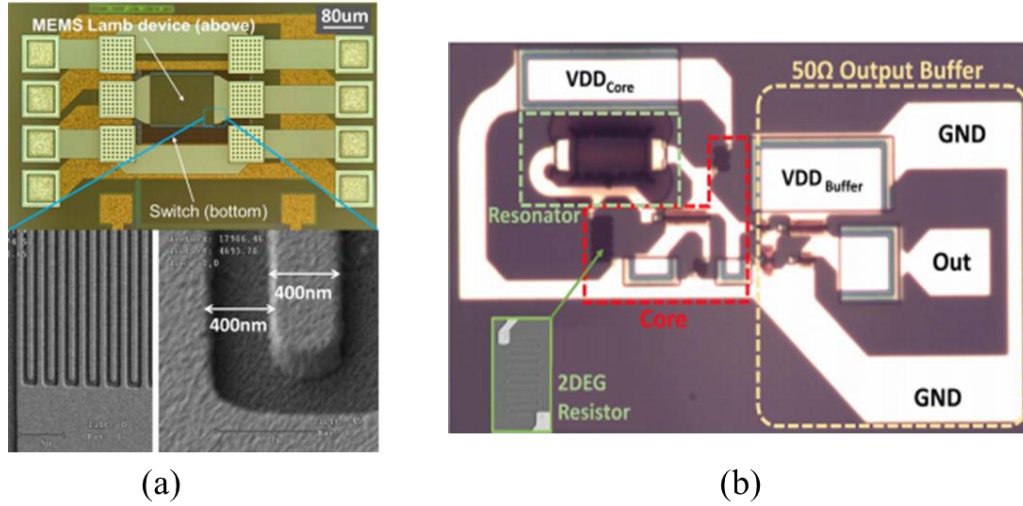 80um
MEMS Lamb device (above)
Switch (bottom)
400nm
400nm
(a)
50Ω Output Buffer
VDDCore
GND
VDDBuffer
Resonator
Out
Core
2DEG
Resistor
GND
(b)